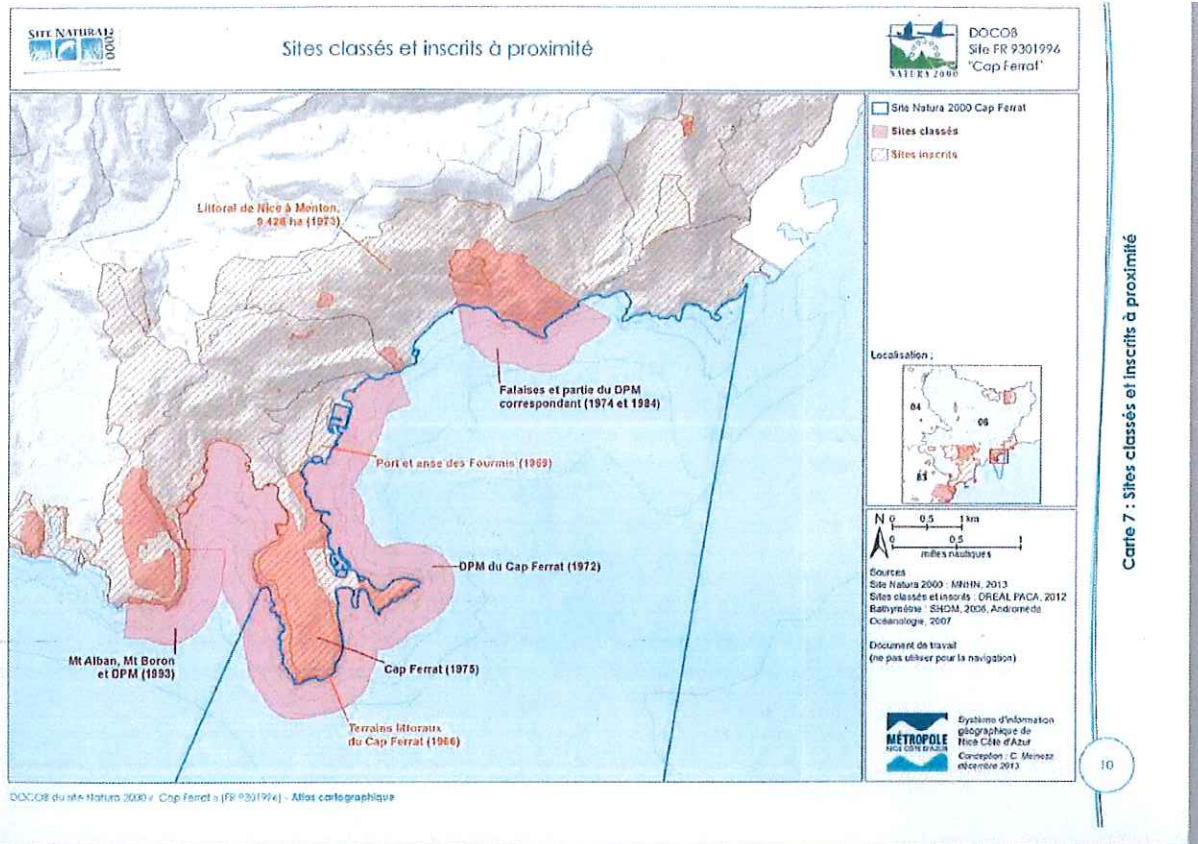 SITE NATURA
2000
Sites classés et inscrits à proximité
NATURA 2000
DOCOB
Site FR 9301996
"Cap Ferrat"
Site Natura 2000 Cap Ferrat
Sites classés
Sites inscrits
Littoral de Nice à Menton,
9 428 ha (1973)
Falaises et partie du DPM
correspondant (1974 et 1984)
Port et anse des Fourmis (1969)
DPM du Cap Ferrat (1972)
Mt Alban, Mt Boron
et DPM (1993)
Cap Ferrat (1975)
Terrains littoraux
du Cap Ferrat (1966)
Localisation :
04
06
83
N
0 0,5 1 km
0 0,5 1
milles nautiques
Sources
Site Natura 2000 : MNHN, 2013
Sites classés et inscrits : DREAL PACA, 2012
Bathymétrie : SHOM, 2006, Andromède
Océanologie, 2007
Document de travail
(ne pas utiliser pour la navigation)
MÉTROPOLE
NICE CÔTE D'AZUR
Système d'information
géographique de
Nice Côte d'Azur
Conception : C. Meinesz
décembre 2013
Carte 7 : Sites classés et inscrits à proximité
10
DOCOB du site Natura 2000 « Cap Ferrat » (FR 9301996) - Atlas cartographique